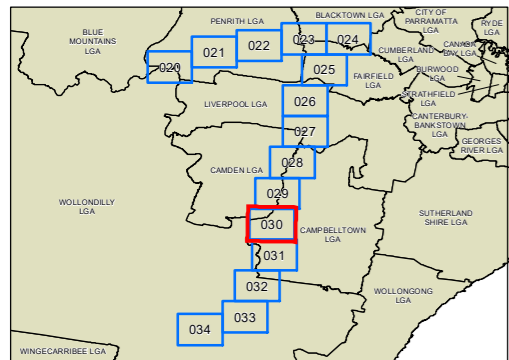 BLUE
MOUNTAINS
LGA
PENRITH LGA
BLACKTOWN LGA
CITY OF
PARRAMATTA
LGA
RYDE
LGA
020
021
022
023
024
CUMBERLAND
LGA
CANADA
BAY LGA
025
FAIRFIELD
LGA
BURWOOD
LGA
STRATHFIELD
LGA
LIVERPOOL LGA
026
CANTERBURY-
BANKSTOWN
LGA
027
GEORGES
RIVER LGA
028
CAMDEN LGA
029
WOLLONDILLY
LGA
030
CAMPBELLTOWN
LGA
SUTHERLAND
SHIRE LGA
031
032
WOLLONGONG
LGA
033
034
WINGECARRIBEE LGA